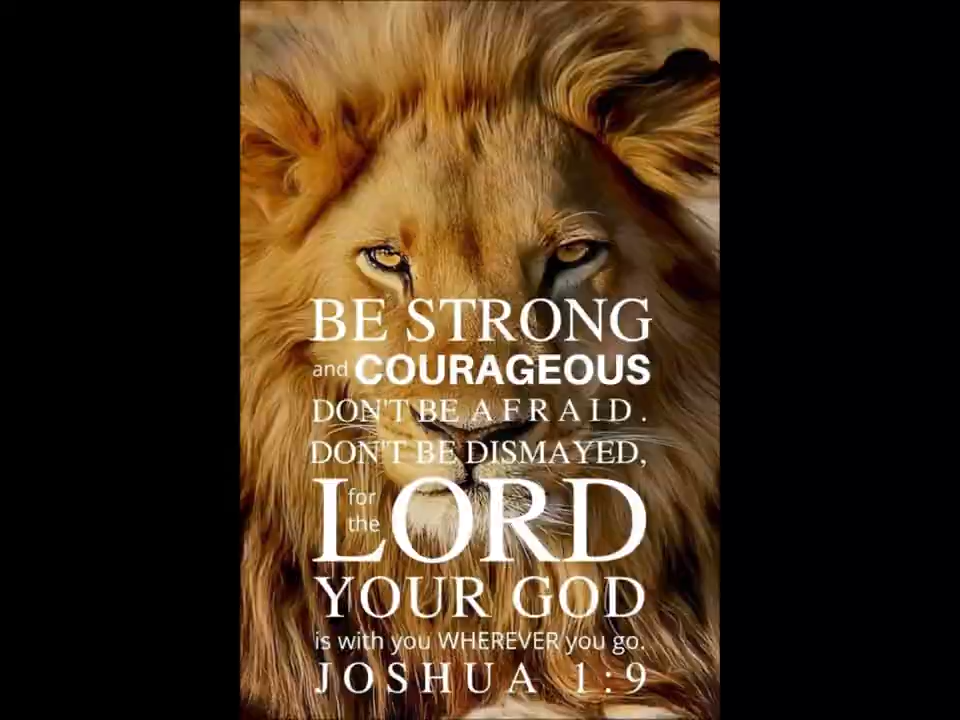 BE STRONG
and COURAGEOUS
DON'T BE AFRAID.
DON'T BE DISMAYED,
for the LORD
YOUR GOD
is with you WHEREVER you go.
JOSHUA 1:9